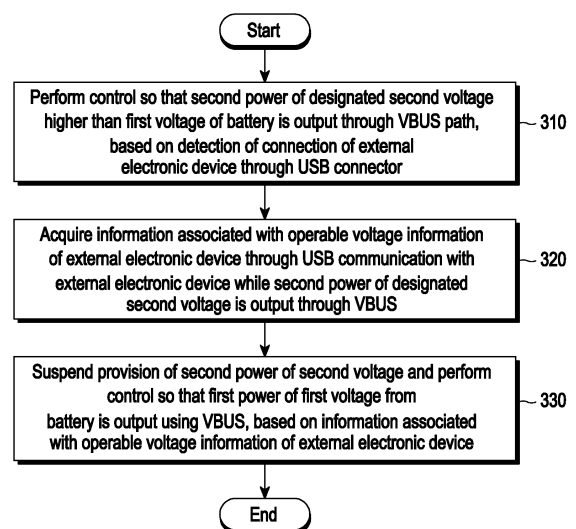 Start
Perform control so that second power of designated second voltage
higher than first voltage of battery is output through VBUS path,
based on detection of connection of external
electronic device through USB connector
310
Acquire information associated with operable voltage information
of external electronic device through USB communication with
external electronic device while second power of designated
second voltage is output through VBUS
320
Suspend provision of second power of second voltage and perform
control so that first power of first voltage from
battery is output using VBUS, based on information associated
with operable voltage information of external electronic device
330
End